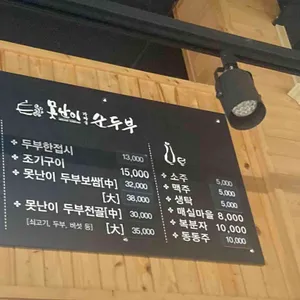 못난이 순두부
두부한접시 13,000
조기구이 15,000
못난이 두부보쌈[中] 32,000
[大] 38,000
못난이 두부전골[中] 30,000
[쇠고기, 두부, 버섯 등] [大] 35,000
소주 5,000
맥주 5,000
생탁 5,000
매실마을 8,000
복분자 10,000
동동주 10,000